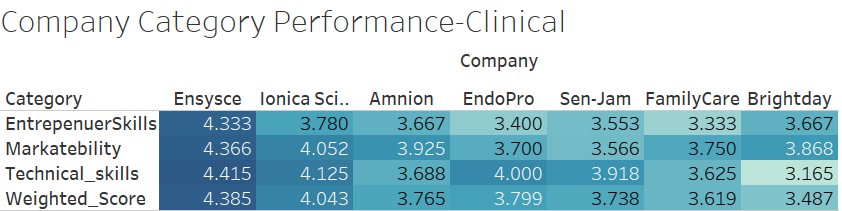 Company Category Performance-Clinical
Company
Category Ensysce Ionica Sci.. Amnion EndoPro Sen-Jam FamilyCare Brightday
EntrepenuerSkills 4.333 3.780 3.667 3.400 3.553 3.333 3.667
Markatebility 4.366 4.052 3.925 3.700 3.566 3.750 3.868
Technical_skills 4.415 4.125 3.688 4.000 3.918 3.625 3.165
Weighted_Score 4.385 4.043 3.765 3.799 3.738 3.619 3.487